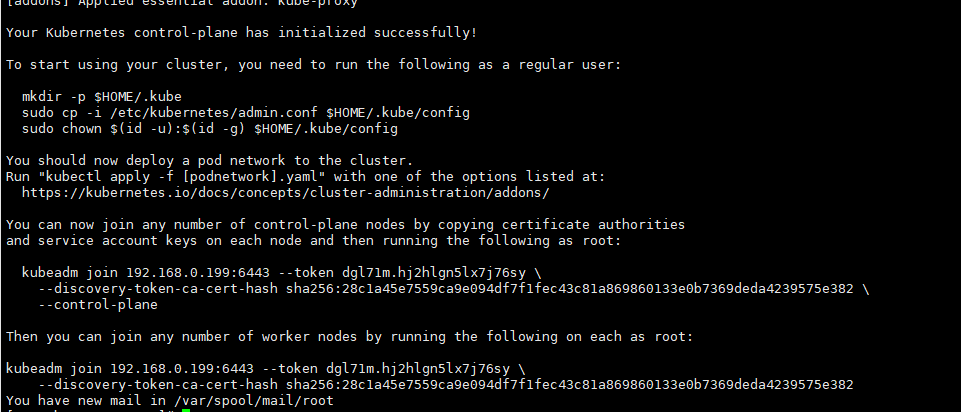 [addons] Applied essential addon: kube-proxy
Your Kubernetes control-plane has initialized successfully!
To start using your cluster, you need to run the following as a regular user:
mkdir -p $HOME/.kube
sudo cp -i /etc/kubernetes/admin.conf $HOME/.kube/config
sudo chown $(id -u):$(id -g) $HOME/.kube/config
You should now deploy a pod network to the cluster.
Run "kubectl apply -f [podnetwork].yaml" with one of the options listed at:
https://kubernetes.io/docs/concepts/cluster-administration/addons/
You can now join any number of control-plane nodes by copying certificate authorities
and service account keys on each node and then running the following as root:
kubeadm join 192.168.0.199:6443 --token dgl71m.hj2hlgn5lx7j76sy \
--discovery-token-ca-cert-hash sha256:28c1a45e7559ca9e094df7f1fec43c81a869860133e0b7369deda4239575e382 \
--control-plane
Then you can join any number of worker nodes by running the following on each as root:
kubeadm join 192.168.0.199:6443 --token dgl71m.hj2hlgn5lx7j76sy \
--discovery-token-ca-cert-hash sha256:28c1a45e7559ca9e094df7f1fec43c81a869860133e0b7369deda4239575e382
You have new mail in /var/spool/mail/root